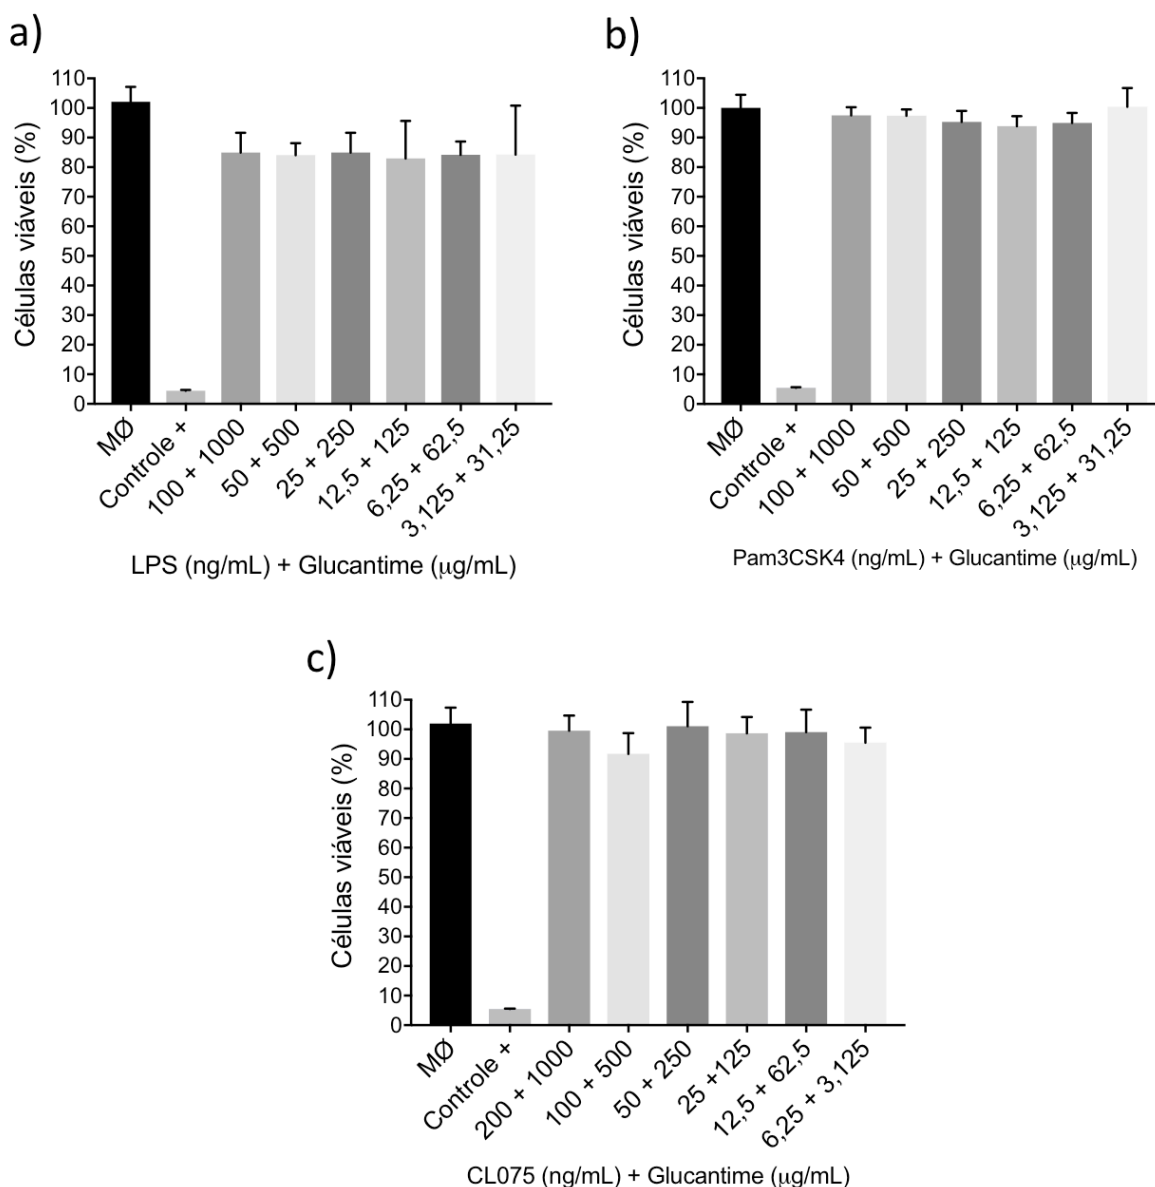 a)
110
100
90
80
70
60
50
40
30
20
10
0
Células viáveis (%)
MØ
Controle +
100 + 1000
50 + 500
25 + 250
12,5 + 125
6,25 + 62,5
3,125 + 31,25
LPS (ng/mL) + Glucantime (µg/mL)
b)
110
100
90
80
70
60
50
40
30
20
10
0
Células viáveis (%)
MØ
Controle +
100 + 1000
50 + 500
25 + 250
12,5 + 125
6,25 + 62,5
3,125 + 31,25
Pam3CSK4 (ng/mL) + Glucantime (µg/mL)
c)
110
100
90
80
70
60
50
40
30
20
10
0
Células viáveis (%)
MØ
Controle +
200 + 1000
100 + 500
50 + 250
25 +125
12,5 + 62,5
6,25 + 3,125
CL075 (ng/mL) + Glucantime (µg/mL)